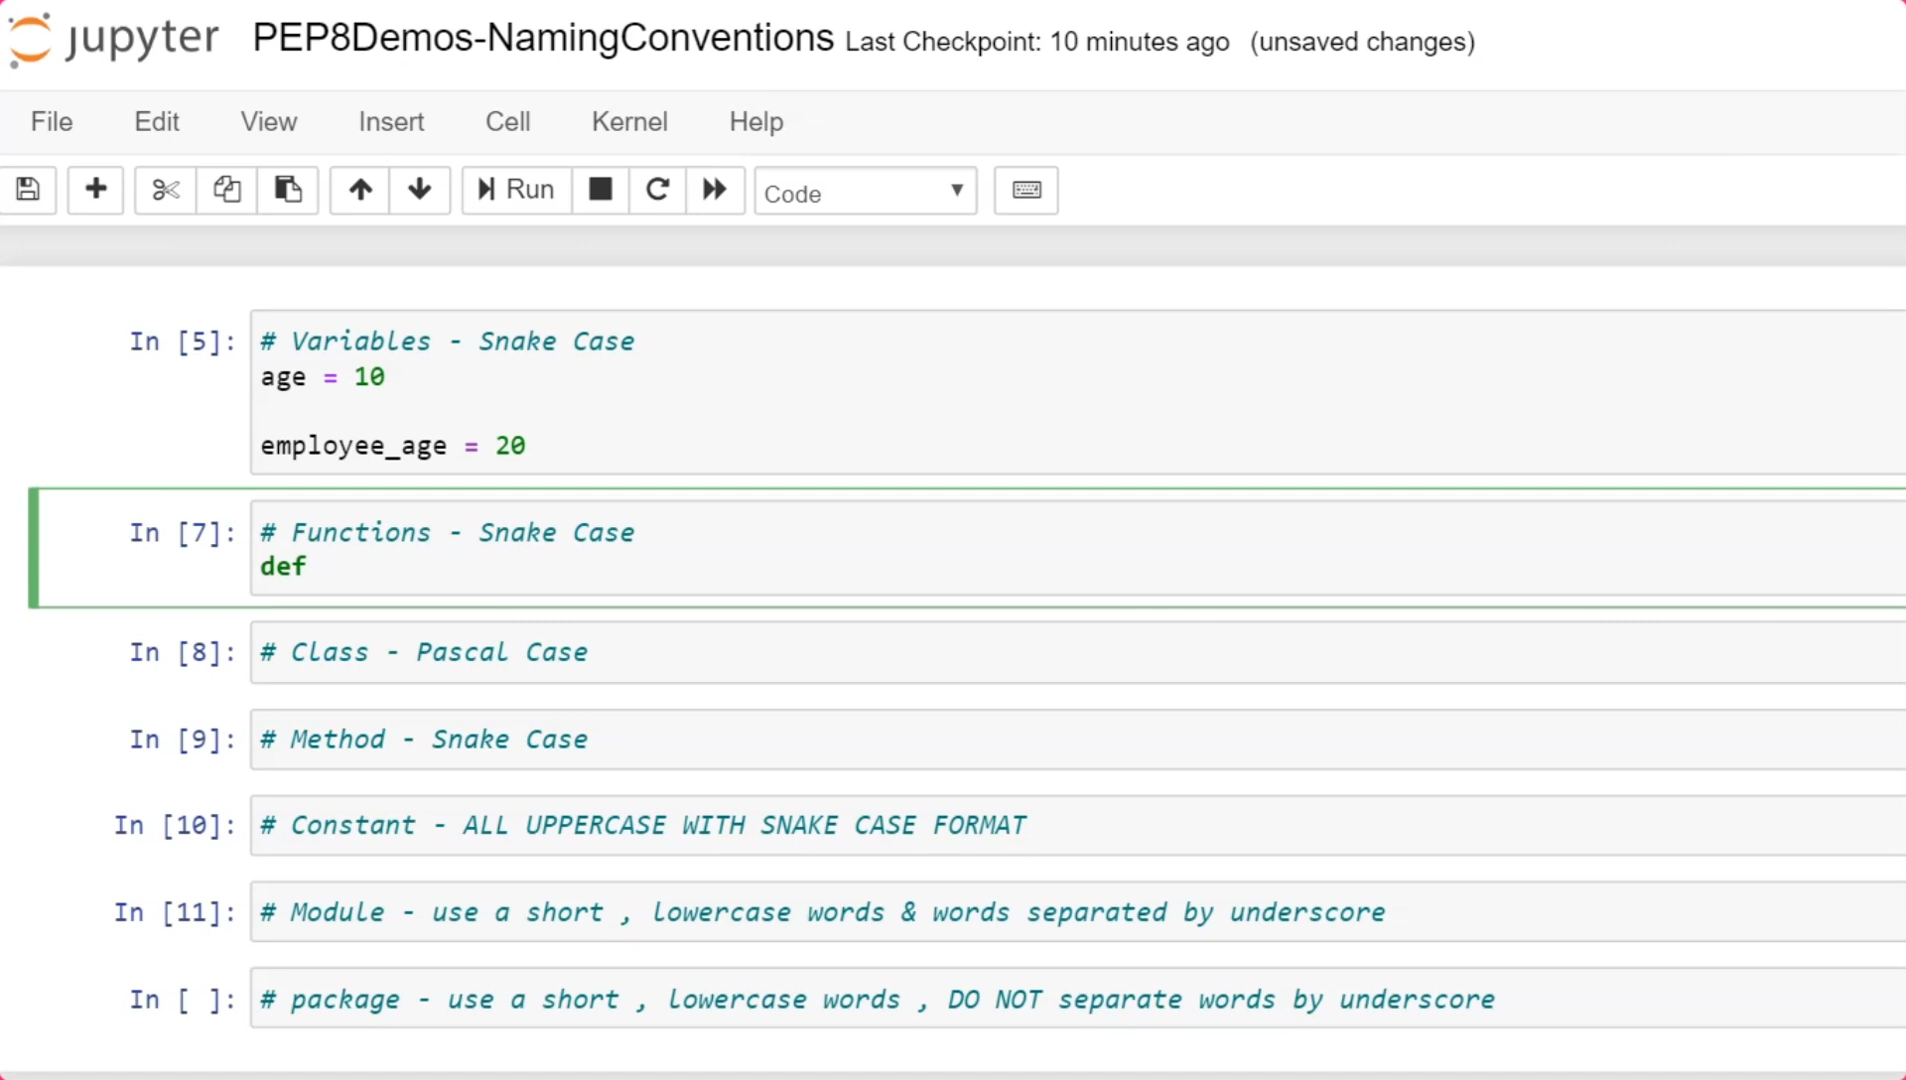 jupyter PEP8Demos-NamingConventions Last Checkpoint: 10 minutes ago (unsaved changes)
File Edit View Insert Cell Kernel Help
Run Code
In [5]: # Variables - Snake Case
age = 10
employee_age = 20
In [7]: # Functions - Snake Case
def
In [8]: # Class - Pascal Case
In [9]: # Method - Snake Case
In [10]: # Constant - ALL UPPERCASE WITH SNAKE CASE FORMAT
In [11]: # Module - use a short , lowercase words & words separated by underscore
In [ ]: # package - use a short , lowercase words , DO NOT separate words by underscore